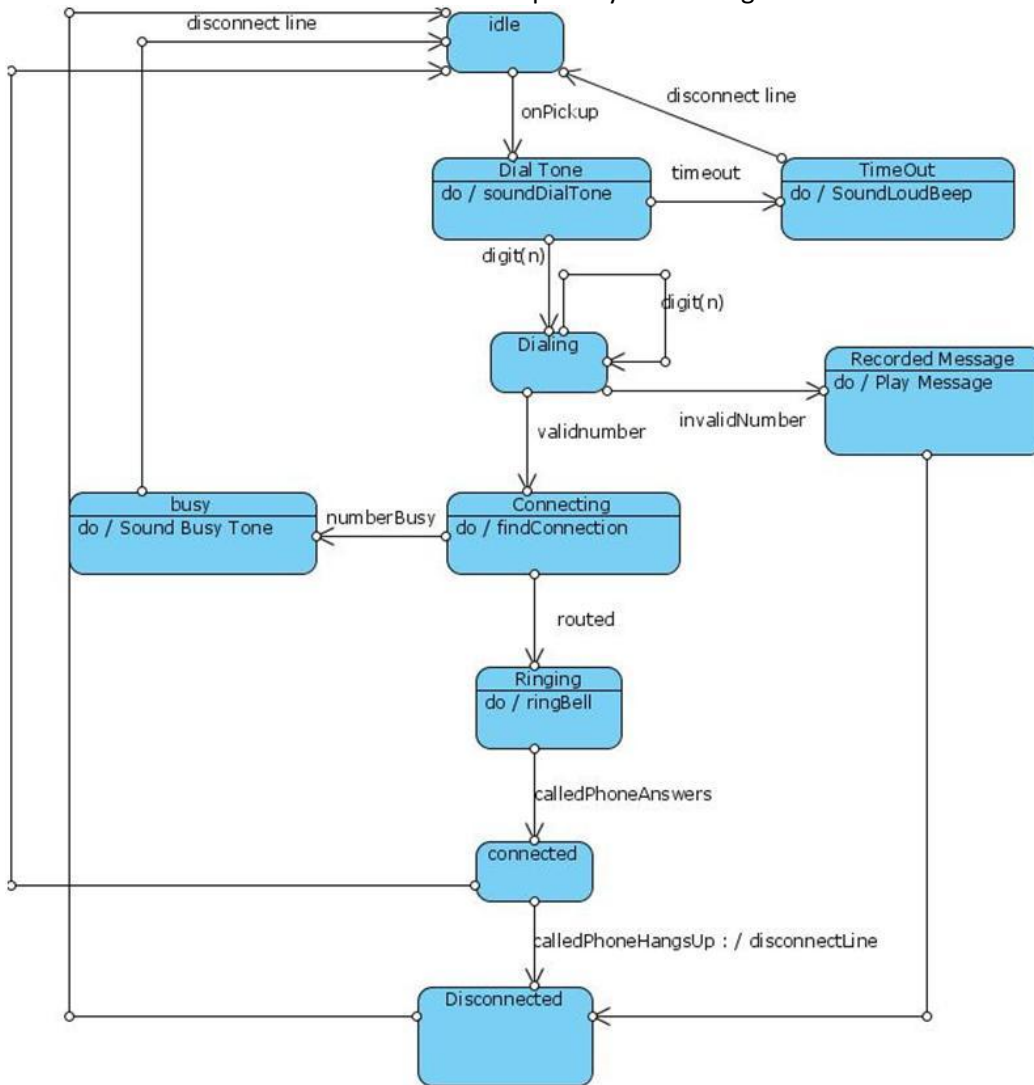 disconnect line
idle
disconnect line
onPickup
Dial Tone
do / soundDialTone
timeout
TimeOut
do / SoundLoudBeep
digit(n)
digit(n)
Dialing
Recorded Message
do / Play Message
validnumber
invalidNumber
busy
do / Sound Busy Tone
numberBusy
Connecting
do / findConnection
routed
Ringing
do / ringBell
calledPhoneAnswers
connected
calledPhoneHangsUp : / disconnectLine
Disconnected